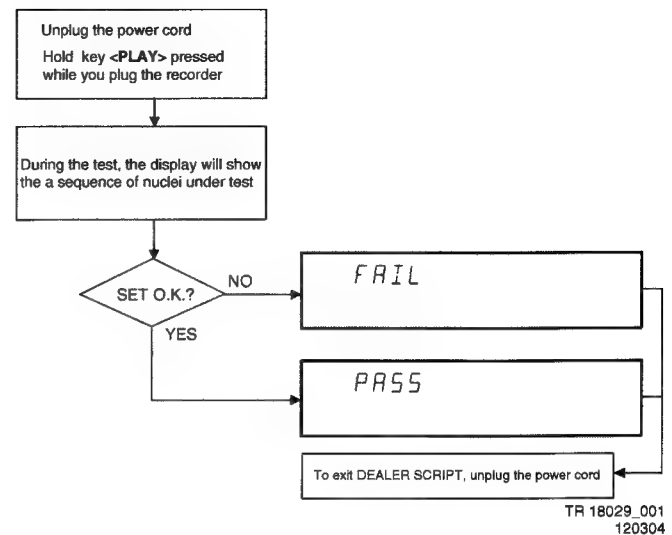 Unplug the power cord
Hold key <PLAY> pressed
while you plug the recorder
During the test, the display will show
the a sequence of nuclei under test
SET O.K.?
NO
YES
FAIL
PASS
To exit DEALER SCRIPT, unplug the power cord
TR 18029_001
120304